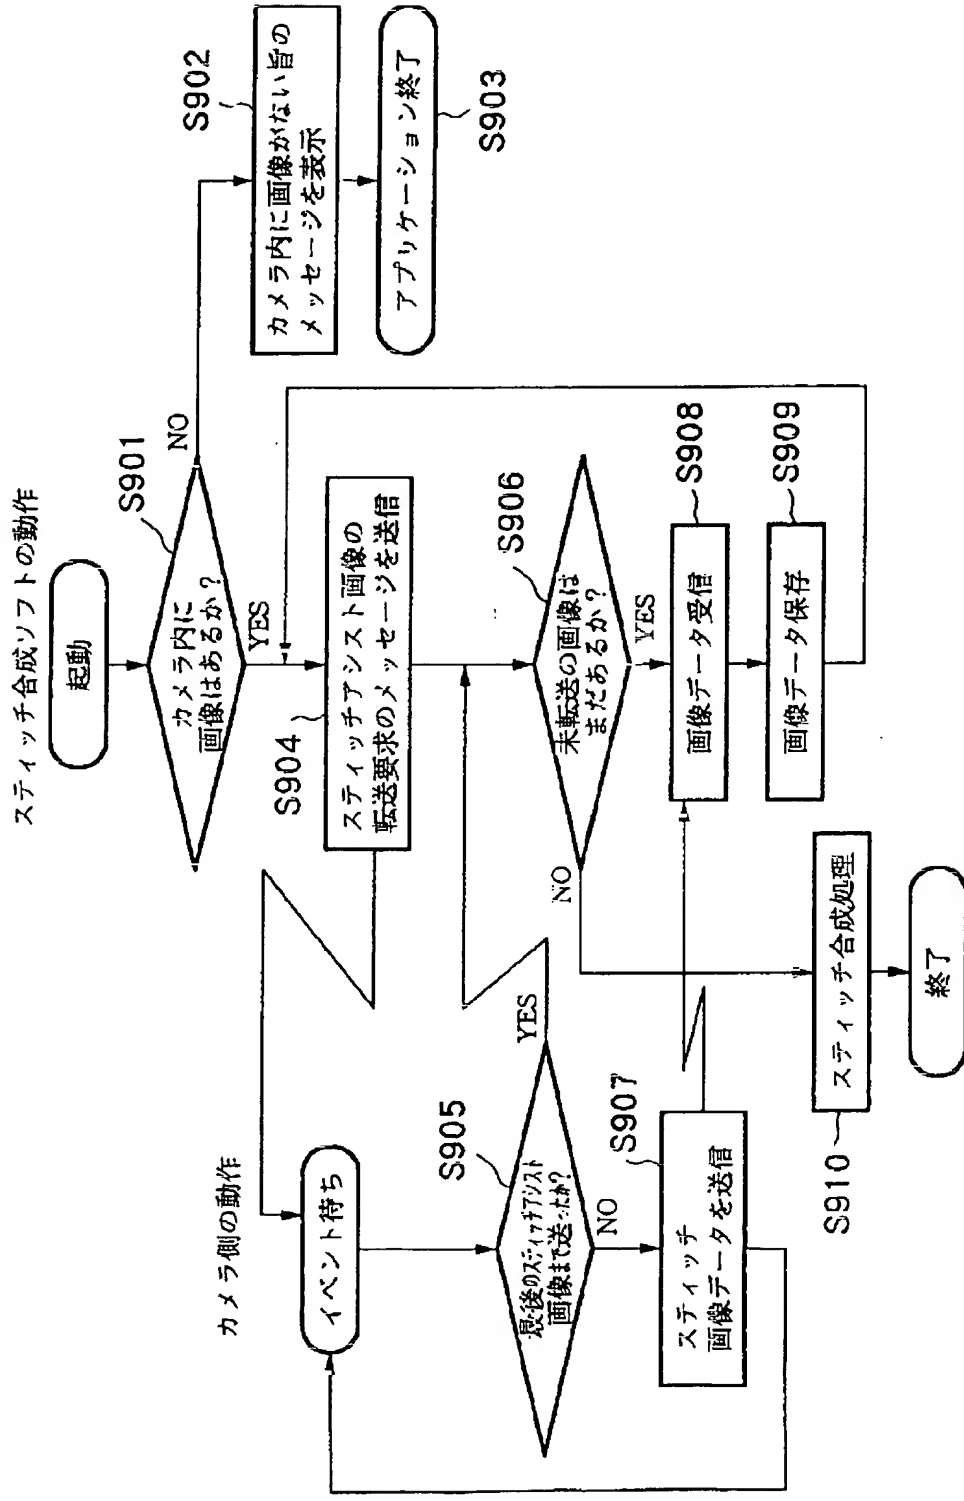 スティッチ合成ソフトの動作
起動
カメラ内に
画像はあるか?
S901
NO
YES
カメラ内に画像がない旨の
メッセージを表示
S902
アプリケーション終了
S903
スティッチアシスト画像の
転送要求のメッセージを送信
S904
カメラ側の動作
イベント待ち
最後のスティッチアシスト
画像まで送ったか?
S905
YES
NO
未転送の画像は
まだあるか?
S906
YES
NO
スティッチ
画像データを送信
S907
画像データ受信
S908
画像データ保存
S909
スティッチ合成処理
S910
終了